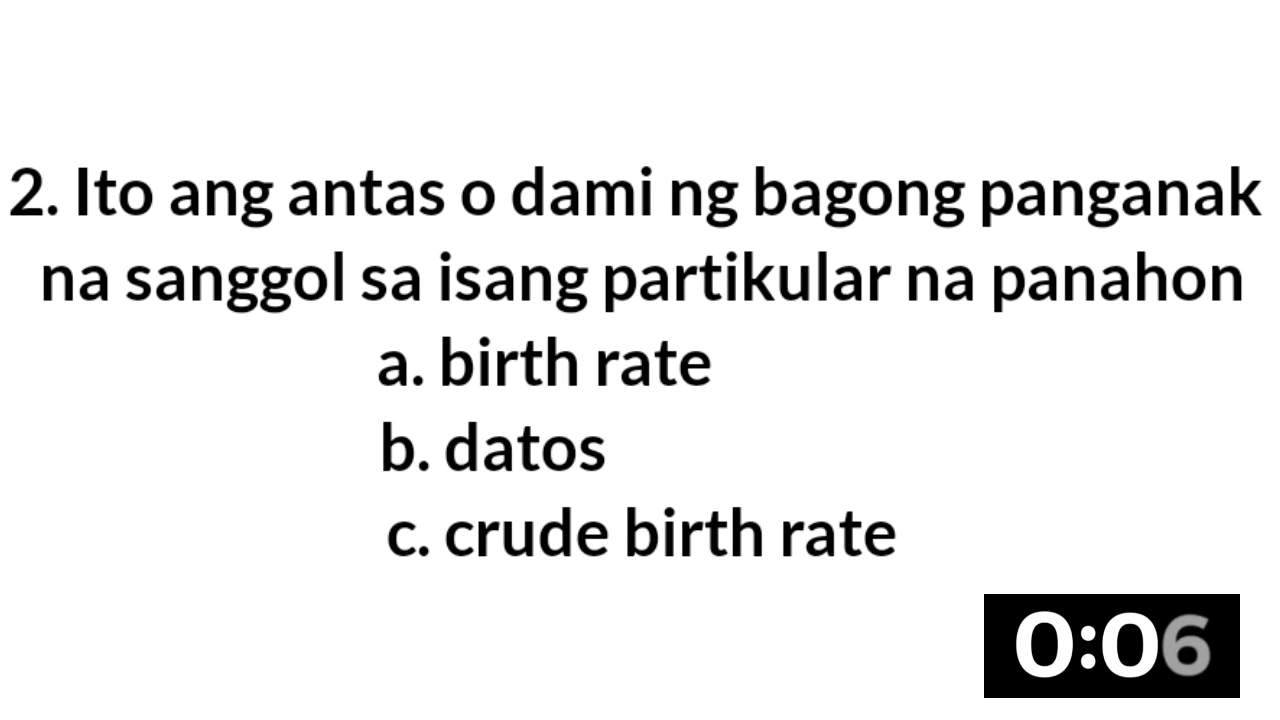 2. Ito ang antas o dami ng bagong panganak
na sanggol sa isang partikular na panahon
a. birth rate
b. datos
c. crude birth rate
0:06